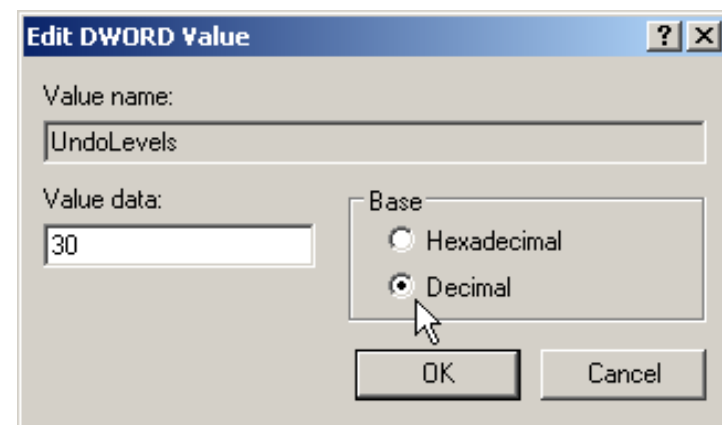 Edit DWORD Value
Value name:
UndoLevels
Value data:
30
Base
Hexadecimal
Decimal
OK
Cancel